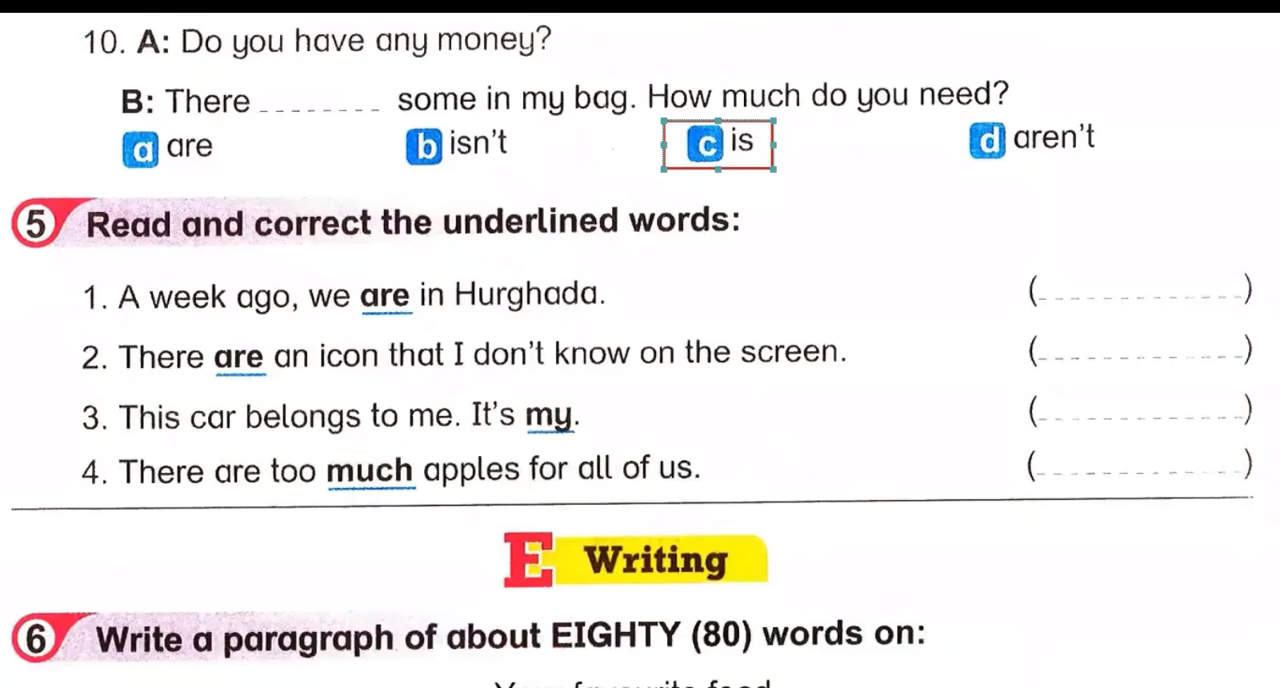 10. A: Do you have any money?
B: There -------- some in my bag. How much do you need?
a are b isn't c is d aren't
5 Read and correct the underlined words:
1. A week ago, we are in Hurghada. (--------------)
2. There are an icon that I don't know on the screen. (--------------)
3. This car belongs to me. It's my. (--------------)
4. There are too much apples for all of us. (--------------)
E Writing
6 Write a paragraph of about EIGHTY (80) words on: